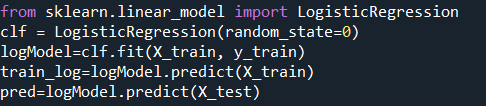 from sklearn.linear_model import LogisticRegression
clf = LogisticRegression(random_state=0)
logModel=clf.fit(X_train, y_train)
train_log=logModel.predict(X_train)
pred=logModel.predict(X_test)